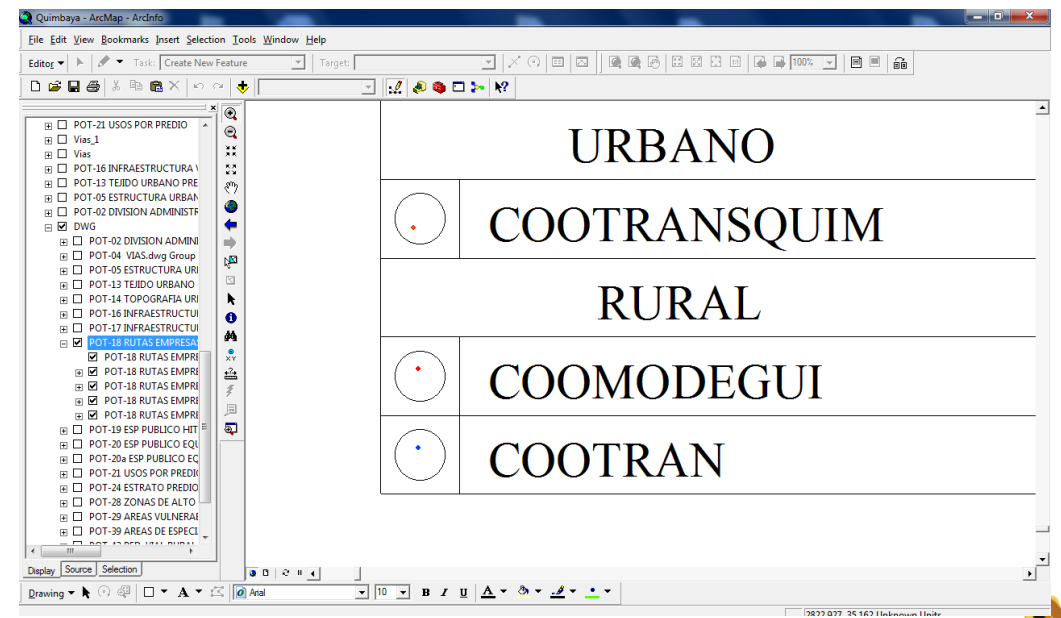 Quimbaya - ArcMap - ArcInfo
File Edit View Bookmarks Insert Selection Tools Window Help
Editor Task: Create New Feature Target: 100%
POT-21 USOS POR PREDIO
Vias_1
Vias
POT-16 INFRAESTRUCTURA
POT-13 TEJIDO URBANO PRE
POT-05 ESTRUCTURA URBAN
POT-02 DIVISION ADMINISTR
DWG
POT-02 DIVISION ADMINI
POT-04 VIAS.dwg Group
POT-05 ESTRUCTURA UR
POT-13 TEJIDO URBANO
POT-14 TOPOGRAFIA UR
POT-16 INFRAESTRUCTU
POT-17 INFRAESTRUCTU
POT-18 RUTAS EMPRESA
POT-18 RUTAS EMPRE
POT-18 RUTAS EMPRE
POT-18 RUTAS EMPRE
POT-18 RUTAS EMPRE
POT-18 RUTAS EMPRE
POT-19 ESP PUBLICO HIT
POT-20 ESP PUBLICO EQU
POT-20a ESP PUBLICO EQ
POT-21 USOS POR PREDI
POT-24 ESTRATO PREDIO
POT-28 ZONAS DE ALTO
POT-29 AREAS VULNERAE
POT-39 AREAS DE ESPECI
Display Source Selection
XY
URBANO
COOTRANSQUIM
RURAL
COOMODEGUI
COOTRAN
Drawing A Arial 10 B I U A
2822,927 35,162 Unknown Units